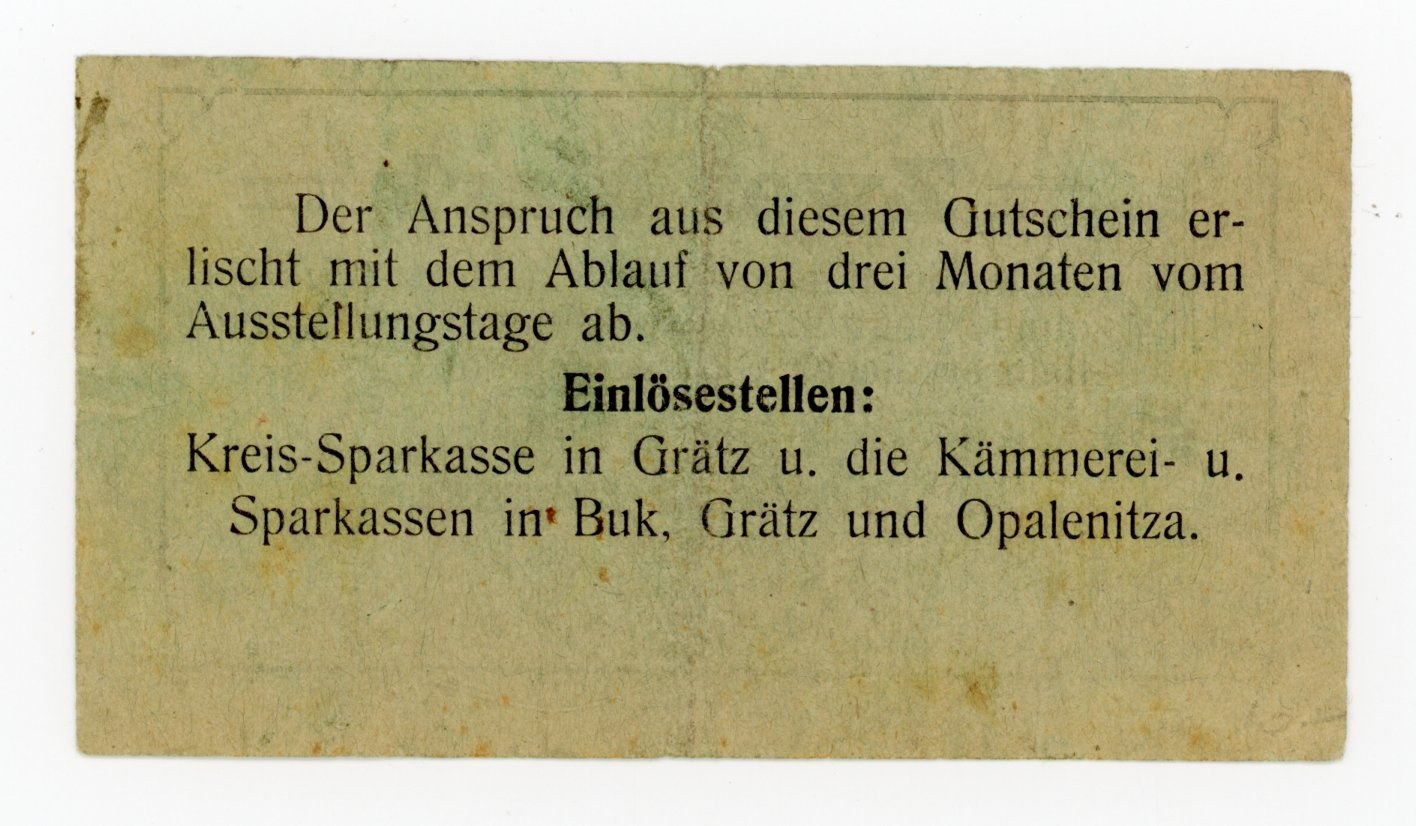 Der Anspruch aus diesem Gutschein er-
lischt mit dem Ablauf von drei Monaten vom
Ausstellungstage ab.
Einlösestellen:
Kreis-Sparkasse in Grätz u. die Kämmerei- u.
Sparkassen in Buk, Grätz und Opalenitza.